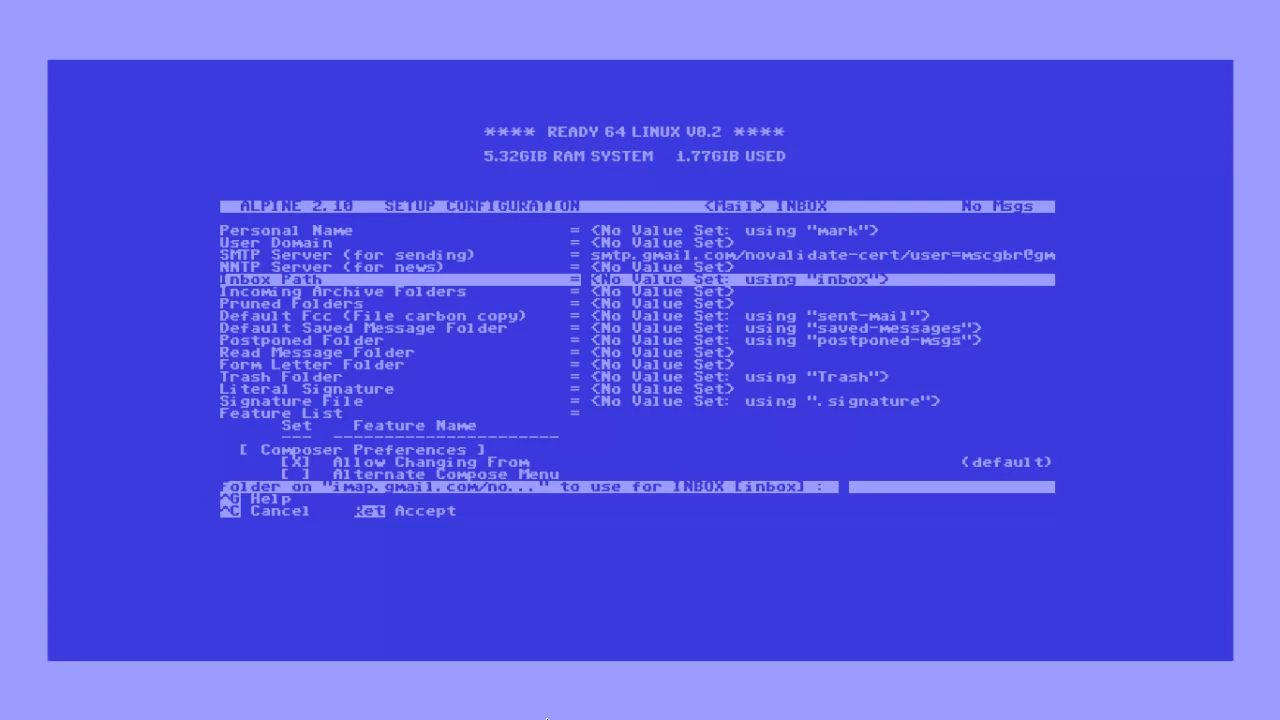 **** READY 64 LINUX V0.2 ****
5.32GIB RAM SYSTEM 1.77GIB USED
ALPINE 2.10 SETUP CONFIGURATION <Mail> INBOX No Msgs
Personal Name = <No Value Set: using "mark">
User Domain = <No Value Set>
SMTP Server (for sending) = smtp.gmail.com/novalidate-cert/user=mscgbr@gm
NNTP Server (for news) = <No Value Set>
Inbox Path = <No Value Set: using "inbox">
Incoming Archive Folders = <No Value Set>
Pruned Folders = <No Value Set>
Default Fcc (File carbon copy) = <No Value Set: using "sent-mail">
Default Saved Message Folder = <No Value Set: using "saved-messages">
Postponed Folder = <No Value Set: using "postponed-msgs">
Read Message Folder = <No Value Set>
Form Letter Folder = <No Value Set>
Trash Folder = <No Value Set: using "Trash">
Literal Signature = <No Value Set>
Signature File = <No Value Set: using ".signature">
Feature List =
Set Feature Name
--- ----------------------
[ Composer Preferences ]
[X] Allow Changing From (default)
[ ] Alternate Compose Menu
Folder on "imap.gmail.com/no..." to use for INBOX [inbox] :
^G Help
^C Cancel Ret Accept